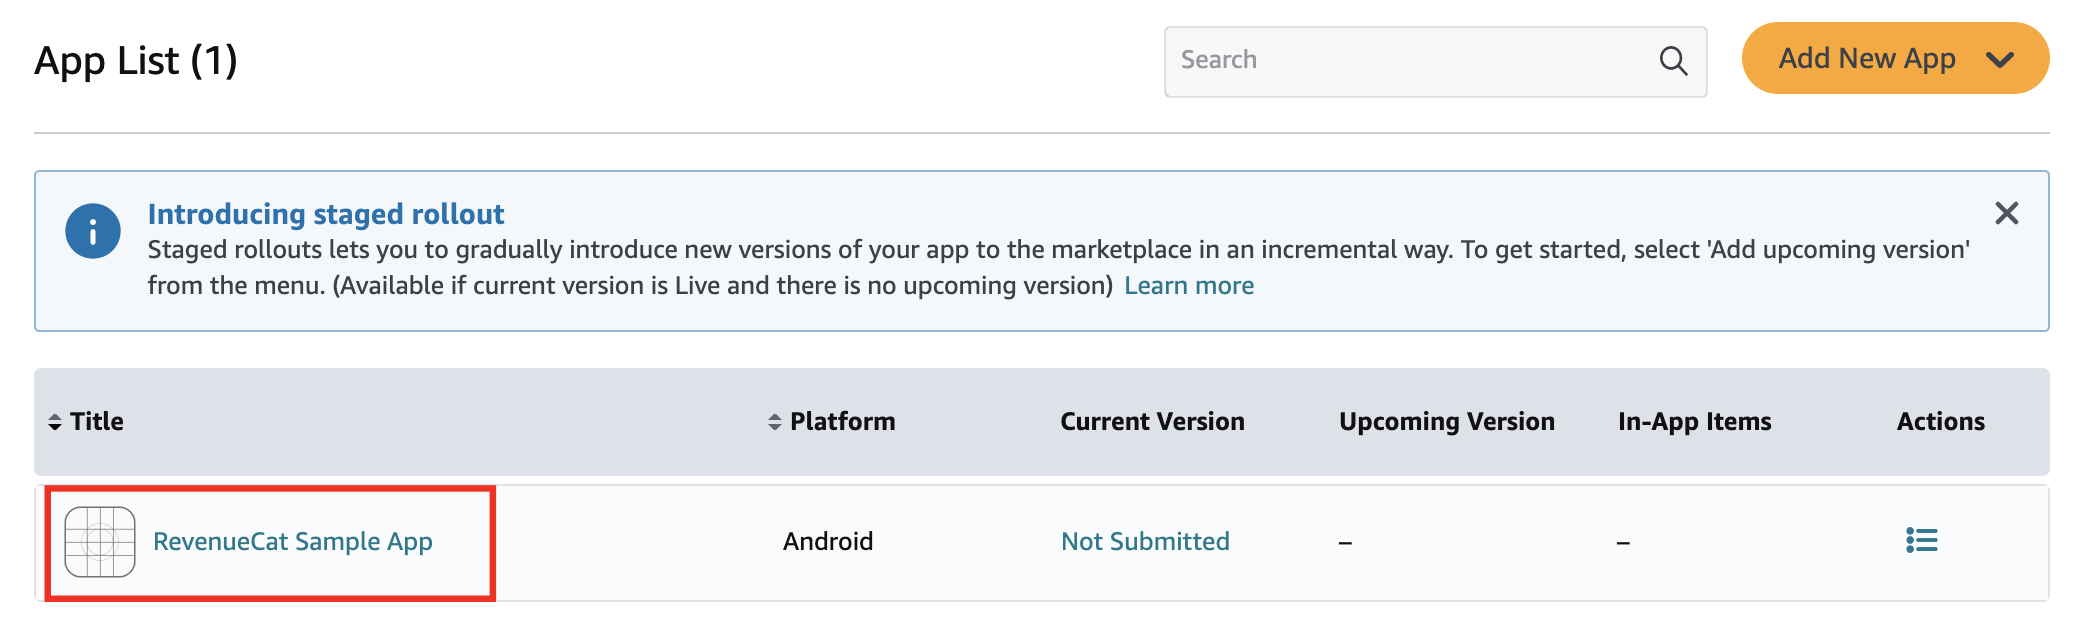 App List (1)
Search
Add New App
Introducing staged rollout
Staged rollouts lets you to gradually introduce new versions of your app to the marketplace in an incremental way. To get started, select 'Add upcoming version'
from the menu. (Available if current version is Live and there is no upcoming version) Learn more
Title Platform Current Version Upcoming Version In-App Items Actions
RevenueCat Sample App Android Not Submitted – –